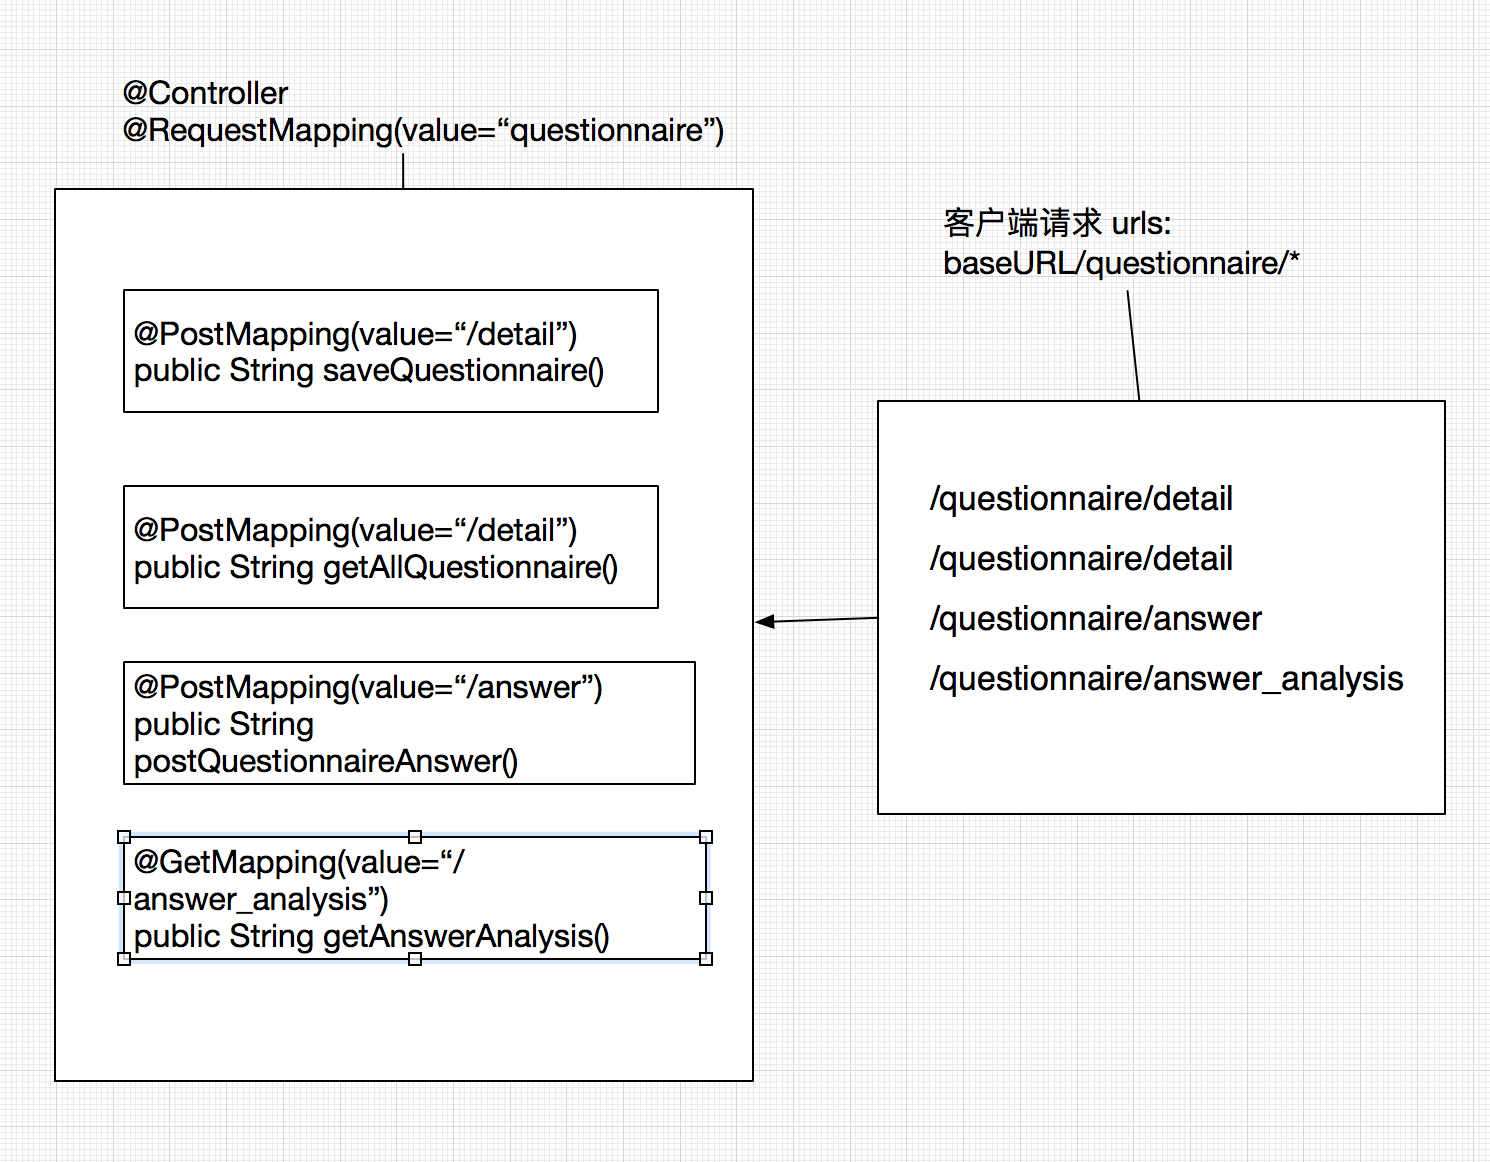 @Controller
@RequestMapping(value=“questionnaire”)
@PostMapping(value=“/detail”)
public String saveQuestionnaire()
@PostMapping(value=“/detail”)
public String getAllQuestionnaire()
@PostMapping(value=“/answer”)
public String
postQuestionnaireAnswer()
@GetMapping(value=“/
answer_analysis”)
public String getAnswerAnalysis()
客户端请求 urls:
baseURL/questionnaire/*
/questionnaire/detail
/questionnaire/detail
/questionnaire/answer
/questionnaire/answer_analysis